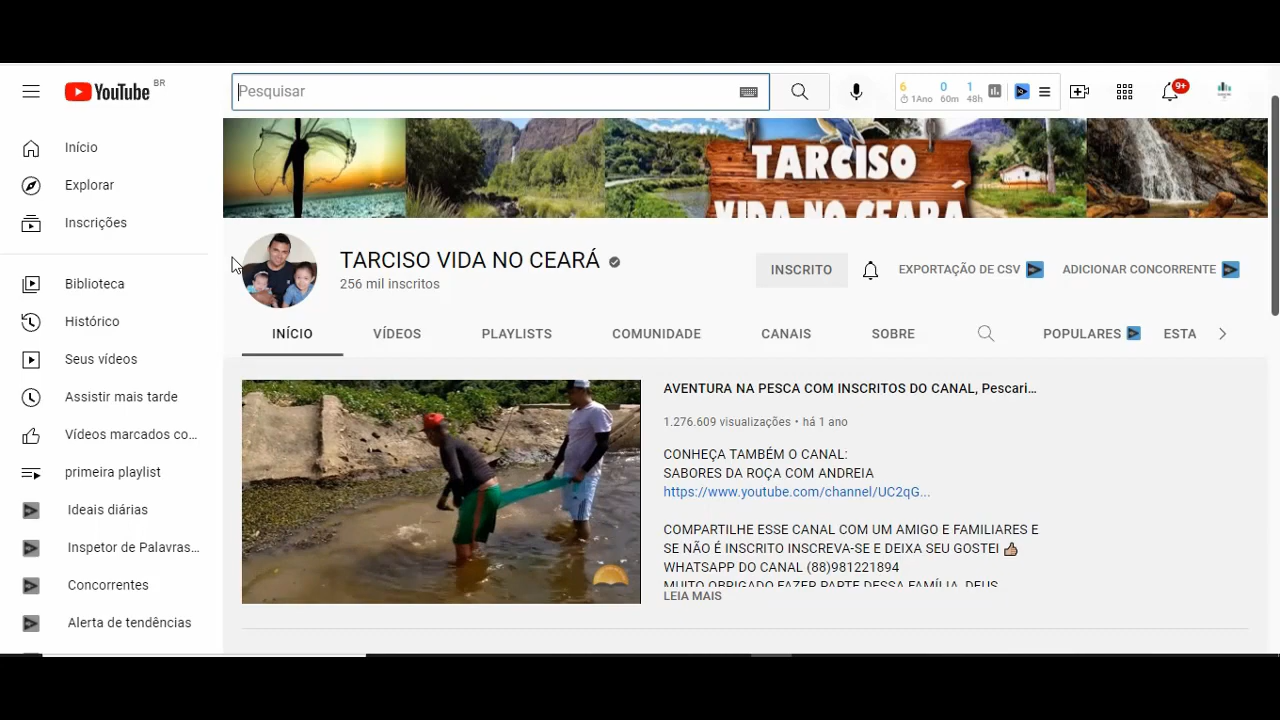 YouTube BR
Pesquisar
6 0 1
1Ano 60m 48h
9+
Início
Explorar
Inscrições
Biblioteca
Histórico
Seus vídeos
Assistir mais tarde
Vídeos marcados co...
primeira playlist
Ideais diárias
Inspetor de Palavras...
Concorrentes
Alerta de tendências
TARCISO
VIDA NO CEARÁ
TARCISO VIDA NO CEARÁ
256 mil inscritos
INSCRITO
EXPORTAÇÃO DE CSV
ADICIONAR CONCORRENTE
INÍCIO VÍDEOS PLAYLISTS COMUNIDADE CANAIS SOBRE POPULARES ESTA
AVENTURA NA PESCA COM INSCRITOS DO CANAL, Pescari...
1.276.609 visualizações • há 1 ano
CONHEÇA TAMBÉM O CANAL:
SABORES DA ROÇA COM ANDREIA
https://www.youtube.com/channel/UC2qG...
COMPARTILHE ESSE CANAL COM UM AMIGO E FAMILIARES E
SE NÃO É INSCRITO INSCREVA-SE E DEIXA SEU GOSTEI 👍🏼
WHATSAPP DO CANAL (88)981221894
MUITO OBRIGADO FAZER PARTE DESSA FAMÍLIA, DEUS
LEIA MAIS